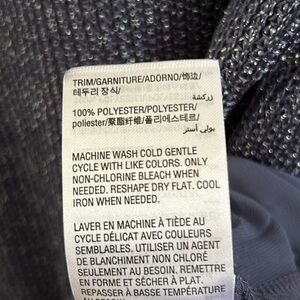 TRIM/GARNITURE/ADORNO/饰边/
테두리 장식/
زركشة
100% POLYESTER/POLYESTER/
poliester/聚酯纤维/폴리에스테르/
بوليى أستر
MACHINE WASH COLD GENTLE
CYCLE WITH LIKE COLORS. ONLY
NON-CHLORINE BLEACH WHEN
NEEDED. RESHAPE DRY FLAT. COOL
IRON WHEN NEEDED.
LAVER EN MACHINE À TIÈDE AU
CYCLE DÉLICAT AVEC COULEURS
SEMBLABLES. UTILISER UN AGENT
DE BLANCHIMENT NON CHLORÉ
SEULEMENT AU BESOIN. REMETTRE
EN FORME ET SÉCHER À PLAT.
REPASSER À BASSE TEMPÉRATURE